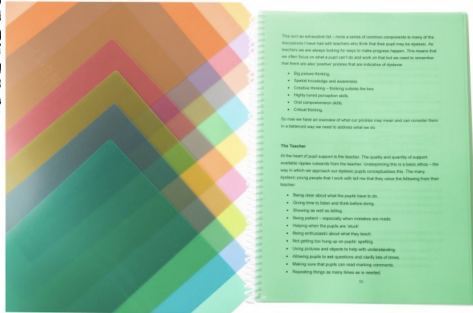 This isn't an exhaustive list. I note a series of common components to many of the
discussions I have had with teachers who think that their pupil may be dyslexic. As
teachers we are always looking for ways to make progress happen. This means that
we often focus on what a pupil can't do and work on that but we need to remember
that there are also 'positive' profiles that are indicative of dyslexia:
• Big picture thinking
• Spatial knowledge and awareness
• Creative thinking – thinking outside the box
• Highly tuned perception skills
• Oral comprehension skills
• Critical thinking.
So now we have an overview of what our profiles may mean and can consider them
in a balanced way we need to address what we do.
The Teacher
At the heart of pupil support is the teacher. The quality and quantity of support
available ripples outwards from the teacher. Underpinning this is a basic ethos – the
way in which we approach our dyslexic pupils conceptualises this. The many
dyslexic young people that I work with tell me that they value the following from their
teacher:
• Being clear about what the pupils have to do.
• Giving time to listen and think before doing.
• Showing as well as telling.
• Being patient – especially when mistakes are made.
• Helping when the pupils are 'stuck'.
• Being enthusiastic about what they teach.
• Not getting too hung up on pupils' spelling.
• Using pictures and objects to help with understanding.
• Allowing pupils to ask questions and clarify lots of times.
• Making sure that pupils can read marking comments.
• Repeating things as many times as is needed.